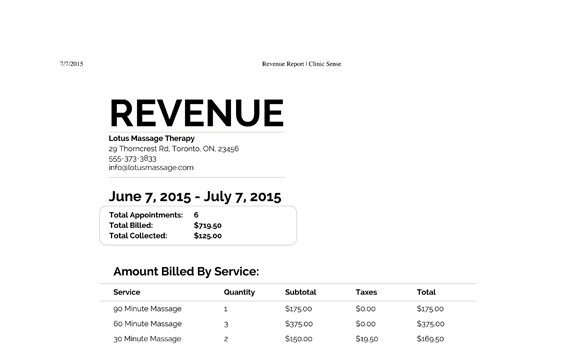 7/7/2015 Revenue Report | Clinic Sense
REVENUE
Lotus Massage Therapy
29 Thorncrest Rd, Toronto, ON, 23456
555-373-3833
info@lotusmassage.com
June 7, 2015 - July 7, 2015
Total Appointments: 6
Total Billed: $719.50
Total Collected: $125.00
Amount Billed By Service:
Service Quantity Subtotal Taxes Total
90 Minute Massage 1 $175.00 $0.00 $175.00
60 Minute Massage 3 $375.00 $0.00 $375.00
30 Minute Massage 2 $150.00 $19.50 $169.50